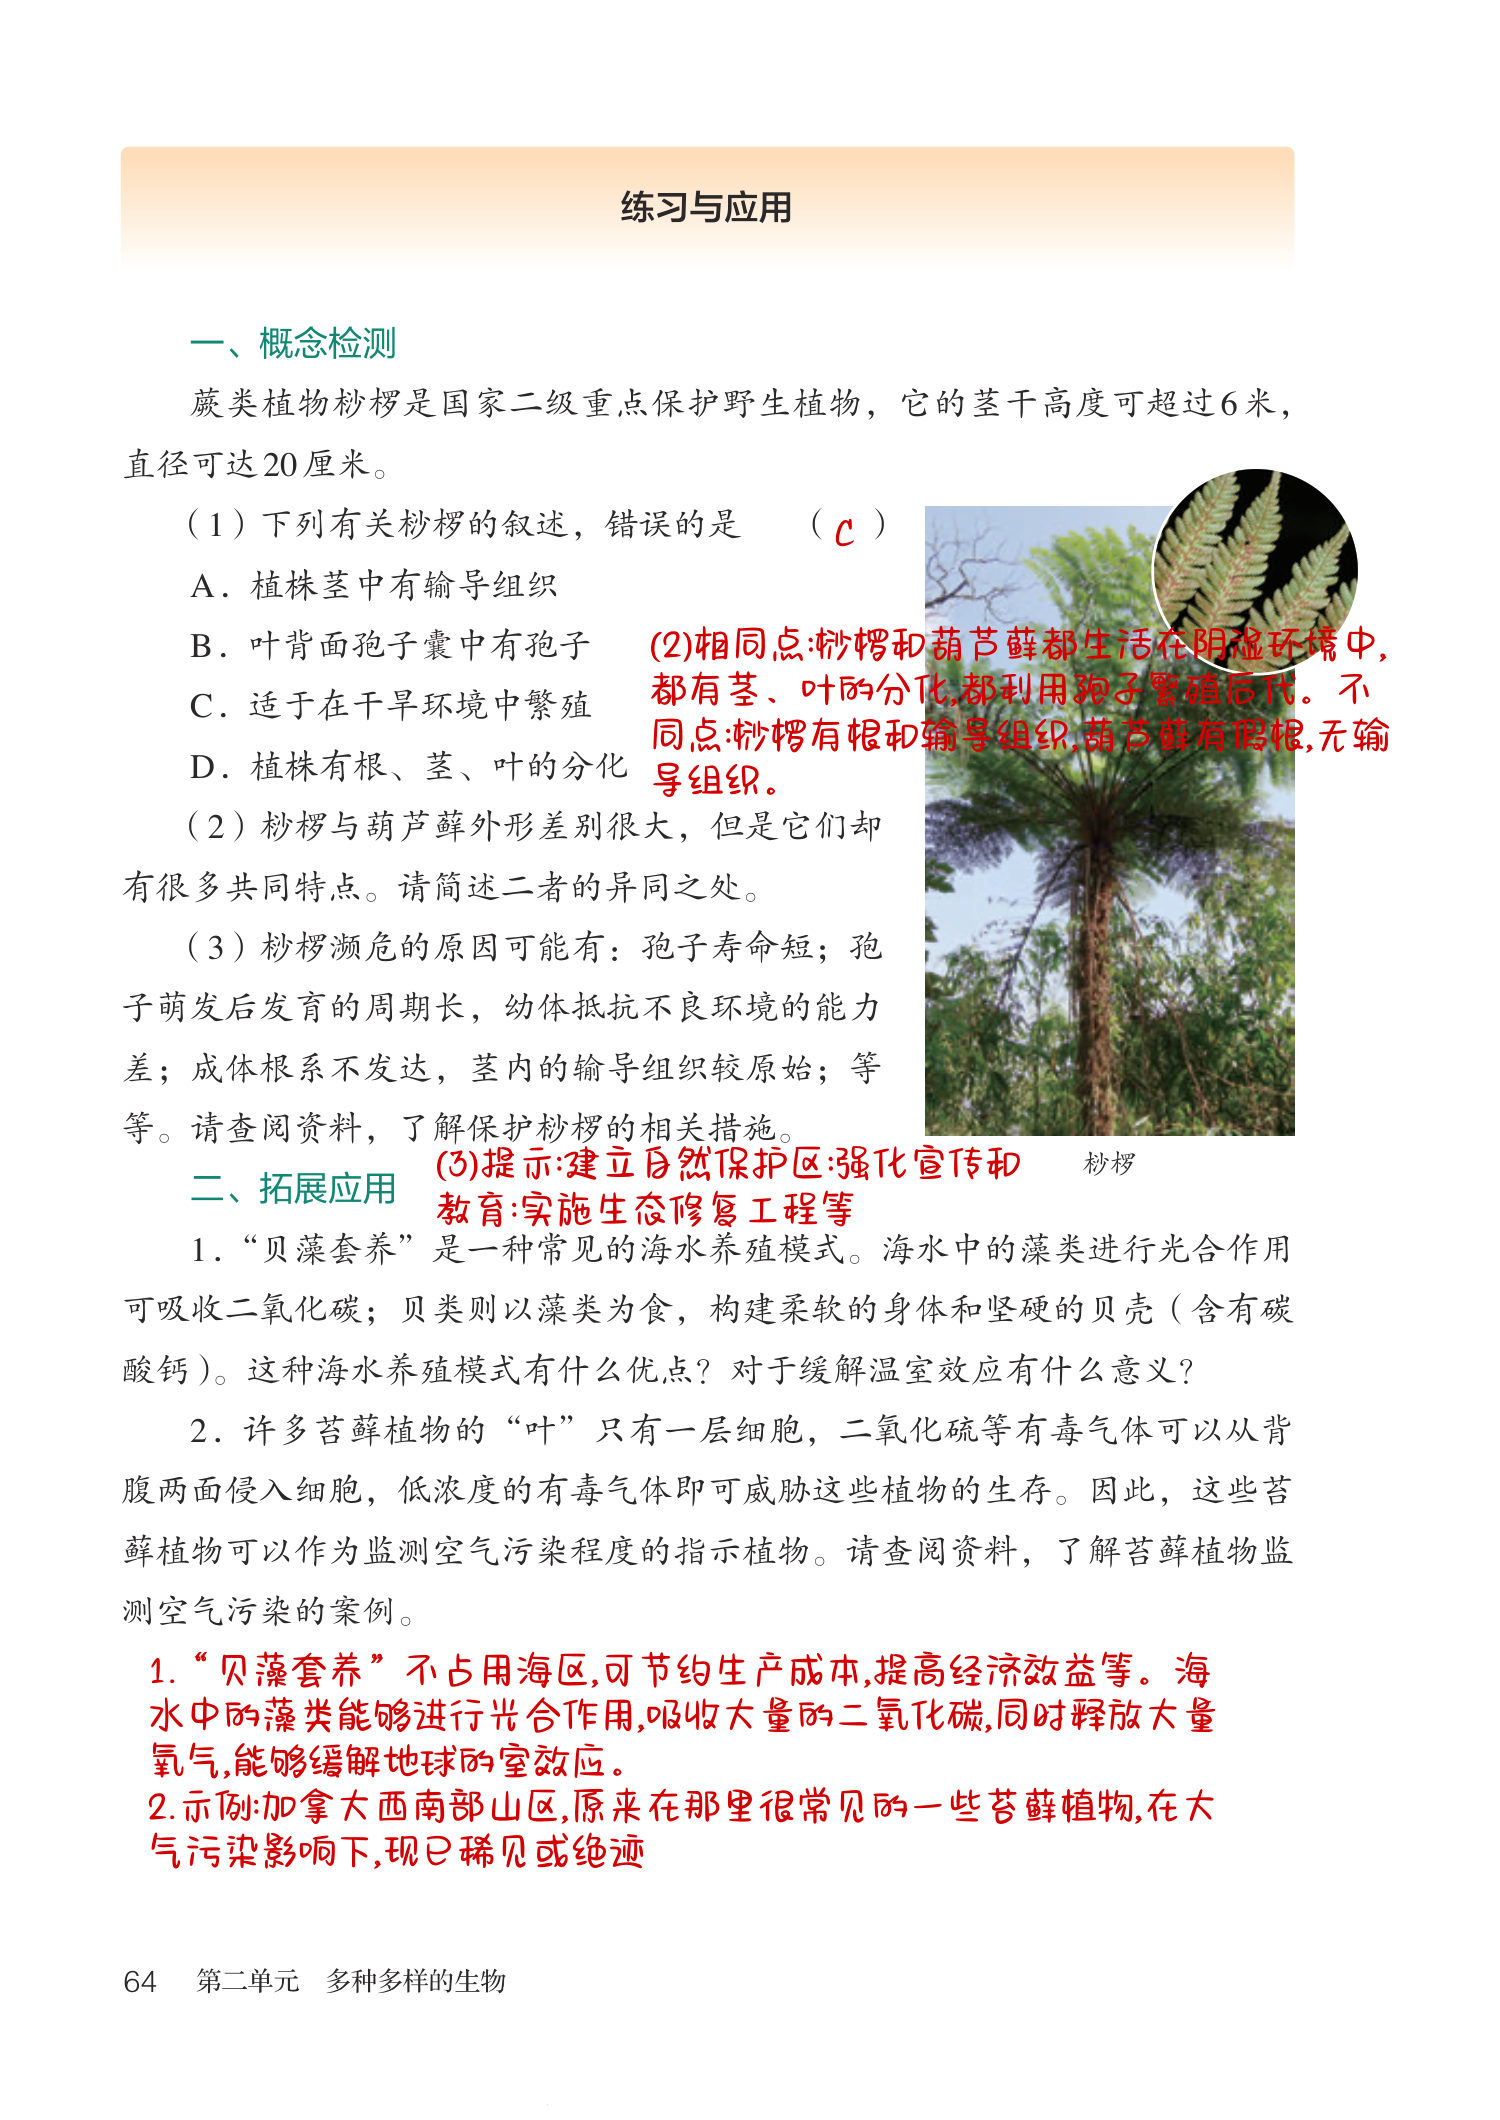 练习与应用
一、概念检测
蕨类植物桫椤是国家二级重点保护野生植物，它的茎干高度可超过6米，
直径可达20厘米。
（1）下列有关桫椤的叙述，错误的是　　（ C ）
A．植株茎中有输导组织
B．叶背面孢子囊中有孢子
C．适于在干旱环境中繁殖
D．植株有根、茎、叶的分化
(2)相同点:桫椤和葫芦藓都生活在阴湿环境中,
都有茎、叶的分化,都利用孢子繁殖后代。不
同点:桫椤有根和输导组织,葫芦藓有假根,无输
导组织。
（2）桫椤与葫芦藓外形差别很大，但是它们却
有很多共同特点。请简述二者的异同之处。
（3）桫椤濒危的原因可能有：孢子寿命短；孢
子萌发后发育的周期长，幼体抵抗不良环境的能力
差；成体根系不发达，茎内的输导组织较原始；等
等。请查阅资料，了解保护桫椤的相关措施。
桫椤
(3)提示:建立自然保护区:强化宣传和
教育:实施生态修复工程等
二、拓展应用
1．“贝藻套养”是一种常见的海水养殖模式。海水中的藻类进行光合作用
可吸收二氧化碳；贝类则以藻类为食，构建柔软的身体和坚硬的贝壳（含有碳
酸钙）。这种海水养殖模式有什么优点？对于缓解温室效应有什么意义？
2．许多苔藓植物的“叶”只有一层细胞，二氧化硫等有毒气体可以从背
腹两面侵入细胞，低浓度的有毒气体即可威胁这些植物的生存。因此，这些苔
藓植物可以作为监测空气污染程度的指示植物。请查阅资料，了解苔藓植物监
测空气污染的案例。
1.“贝藻套养”不占用海区,可节约生产成本,提高经济效益等。海
水中的藻类能够进行光合作用,吸收大量的二氧化碳,同时释放大量
氧气,能够缓解地球的室效应。
2.示例:加拿大西南部山区,原来在那里很常见的一些苔藓植物,在大
气污染影响下,现已稀见或绝迹
64　第二单元　多种多样的生物